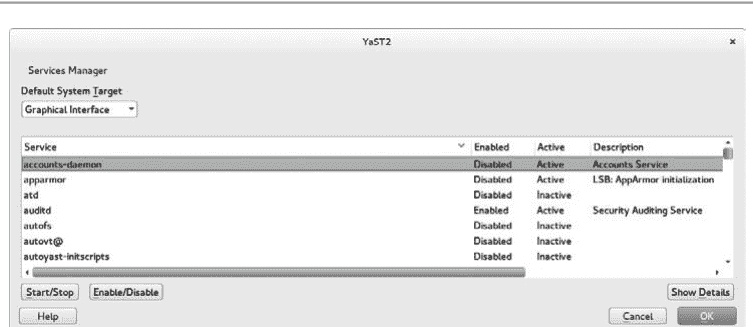 YaST2 ×
Services Manager
Default System Target
Graphical Interface
Service Enabled Active Description
accounts-daemon Disabled Active Accounts Service
apparmor Disabled Active LSB: AppArmor initialization
atd Disabled Inactive
auditd Enabled Active Security Auditing Service
autofs Disabled Inactive
autovt@ Disabled Inactive
autoyast-initscripts Disabled Inactive
Start/Stop Enable/Disable Show Details
Help Cancel OK